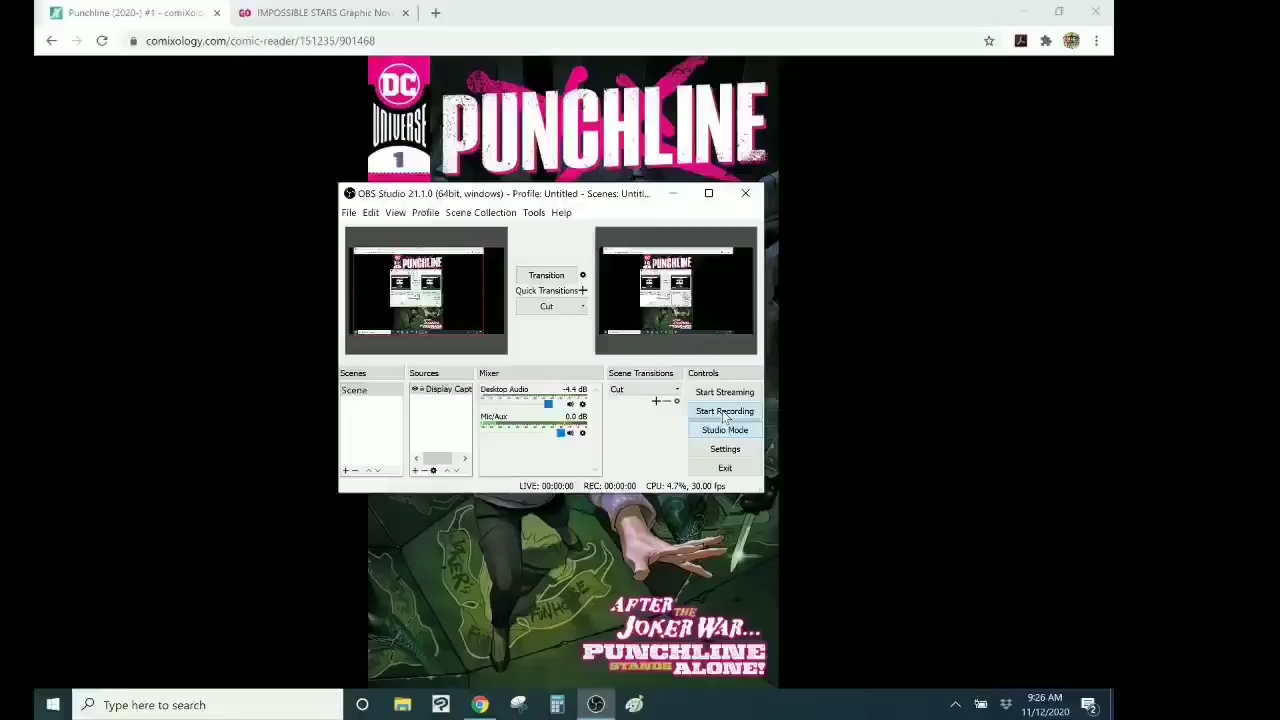 Punchline (2020-) #1 - comiXolo
IMPOSSIBLE STARS Graphic Nov
comixology.com/comic-reader/151235/901468
DC
UNIVERSE
1
PUNCHLINE
OBS Studio 21.1.0 (64bit, windows) - Profile: Untitled - Scenes: Untitl...
File Edit View Profile Scene Collection Tools Help
PUNCHLINE
PUNCHLINE
Transition
Quick Transitions
Cut
Scenes
Sources
Mixer
Scene Transitions
Controls
Scene
Display Capt
Desktop Audio -4.4 dB
Mic/Aux 0.0 dB
Cut
Start Streaming
Start Recording
Studio Mode
Settings
Exit
LIVE: 00:00:00 REC: 00:00:00 CPU: 4.7%, 30.00 fps
JOKER'S
FUNHOUSE
AFTER THE
JOKER WAR...
PUNCHLINE
STANDS ALONE!
Type here to search
9:26 AM
11/12/2020
2